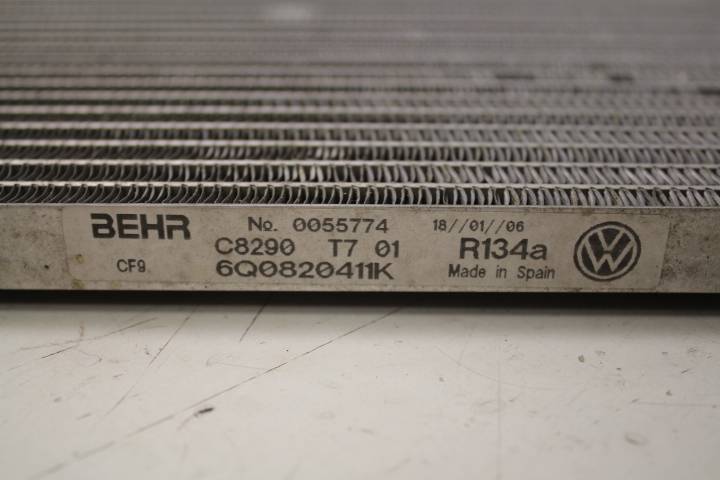 BEHR No. 0055774 18//01//06
C8290 T7 01 R134a
CF9 6Q0820411K Made in Spain